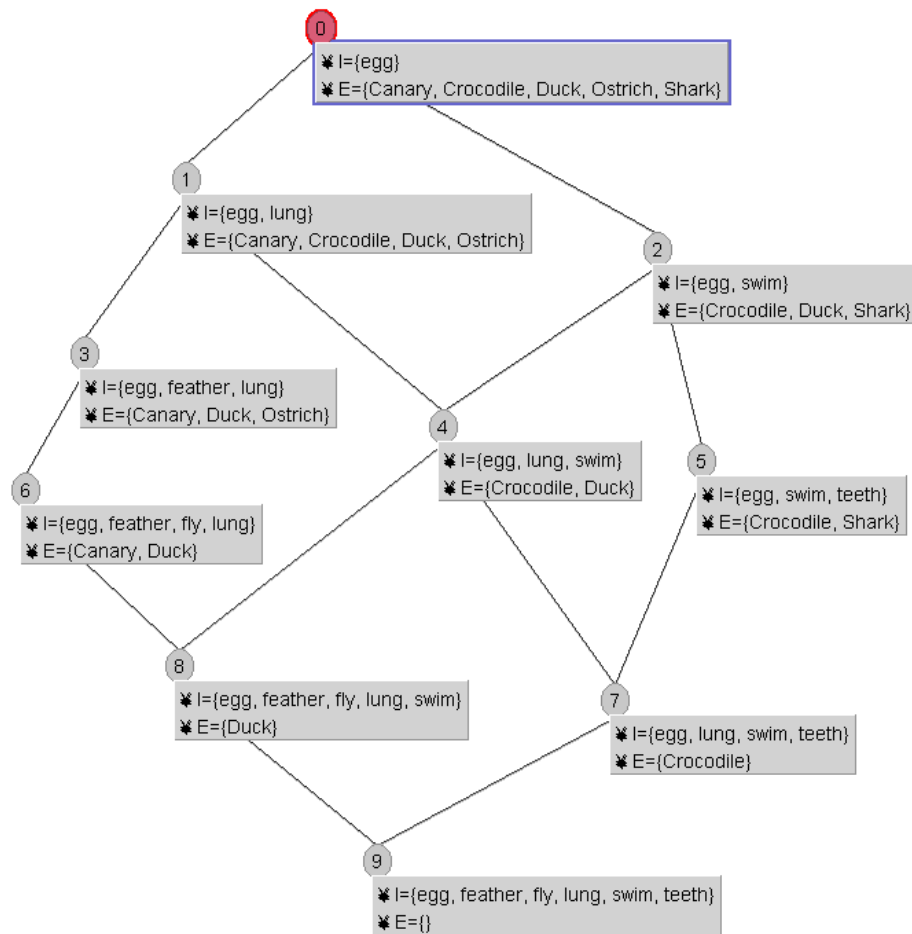 0
I={egg}
E={Canary, Crocodile, Duck, Ostrich, Shark}
1
I={egg, lung}
E={Canary, Crocodile, Duck, Ostrich}
2
I={egg, swim}
E={Crocodile, Duck, Shark}
3
I={egg, feather, lung}
E={Canary, Duck, Ostrich}
4
I={egg, lung, swim}
E={Crocodile, Duck}
5
I={egg, swim, teeth}
E={Crocodile, Shark}
6
I={egg, feather, fly, lung}
E={Canary, Duck}
8
I={egg, feather, fly, lung, swim}
E={Duck}
7
I={egg, lung, swim, teeth}
E={Crocodile}
9
I={egg, feather, fly, lung, swim, teeth}
E={}